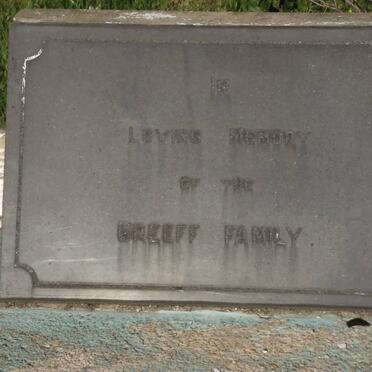 IN
LOVING MEMORY
OF THE
GREEFF FAMILY